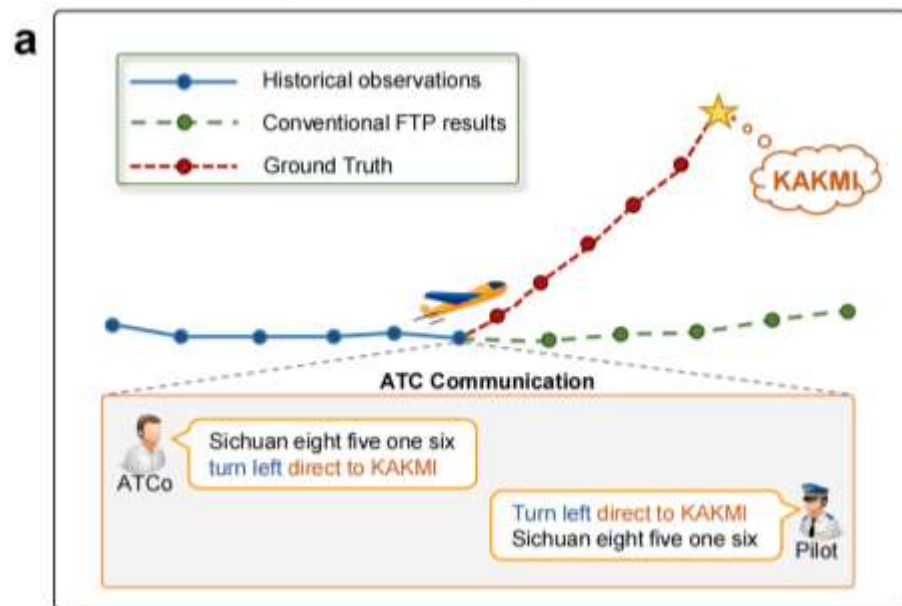 a
Historical observations
Conventional FTP results
Ground Truth
KAKMI
ATC Communication
Sichuan eight five one six
turn left direct to KAKMI
ATCo
Turn left direct to KAKMI
Sichuan eight five one six
Pilot